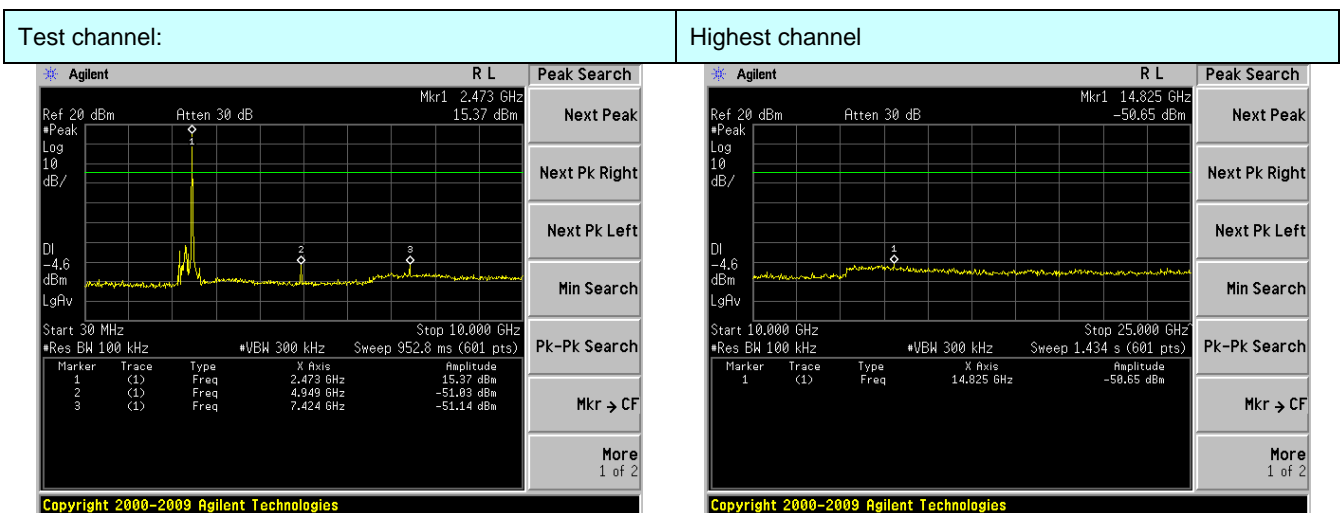 Test channel:
Highest channel
Agilent
R L
Peak Search
Mkr1 2.473 GHz
Ref 20 dBm
Atten 30 dB
15.37 dBm
#Peak
Log
10
dB/
DI
-4.6
dBm
LgAv
1
2
3
Start 30 MHz
Stop 10.000 GHz
#Res BW 100 kHz
#VBW 300 kHz
Sweep 952.8 ms (601 pts)
Marker Trace Type X Axis Amplitude
1 (1) Freq 2.473 GHz 15.37 dBm
2 (1) Freq 4.949 GHz -51.03 dBm
3 (1) Freq 7.424 GHz -51.14 dBm
Next Peak
Next Pk Right
Next Pk Left
Min Search
Pk-Pk Search
Mkr → CF
More
1 of 2
Copyright 2000-2009 Agilent Technologies
Agilent
R L
Peak Search
Mkr1 14.825 GHz
Ref 20 dBm
Atten 30 dB
-50.65 dBm
#Peak
Log
10
dB/
DI
-4.6
dBm
LgAv
1
Start 10.000 GHz
Stop 25.000 GHz
#Res BW 100 kHz
#VBW 300 kHz
Sweep 1.434 s (601 pts)
Marker Trace Type X Axis Amplitude
1 (1) Freq 14.825 GHz -50.65 dBm
Next Peak
Next Pk Right
Next Pk Left
Min Search
Pk-Pk Search
Mkr → CF
More
1 of 2
Copyright 2000-2009 Agilent Technologies